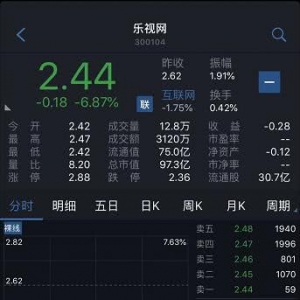 乐视网
300104
2.44
-0.18 -6.87%
昨收 振幅
2.62 1.91%
联
互联网 换手
-1.75% 0.42%
今开 2.42 成交量 12.8万 收益 -0.28
最高 2.47 成交额 3120万 市盈率 --
最低 2.42 流通值 75.0亿 净资产 -0.12
量比 8.20 总市值 97.3亿 市净率 --
涨停 2.88 跌停 2.36 流通股 30.7亿
分时 明细 五日 日K 周K 月K 周期
裸线
2.82 7.63%
2.62
卖五 2.48 1940
卖四 2.47 1996
卖三 2.46 801
卖二 2.45 1070
卖一 2.44 59